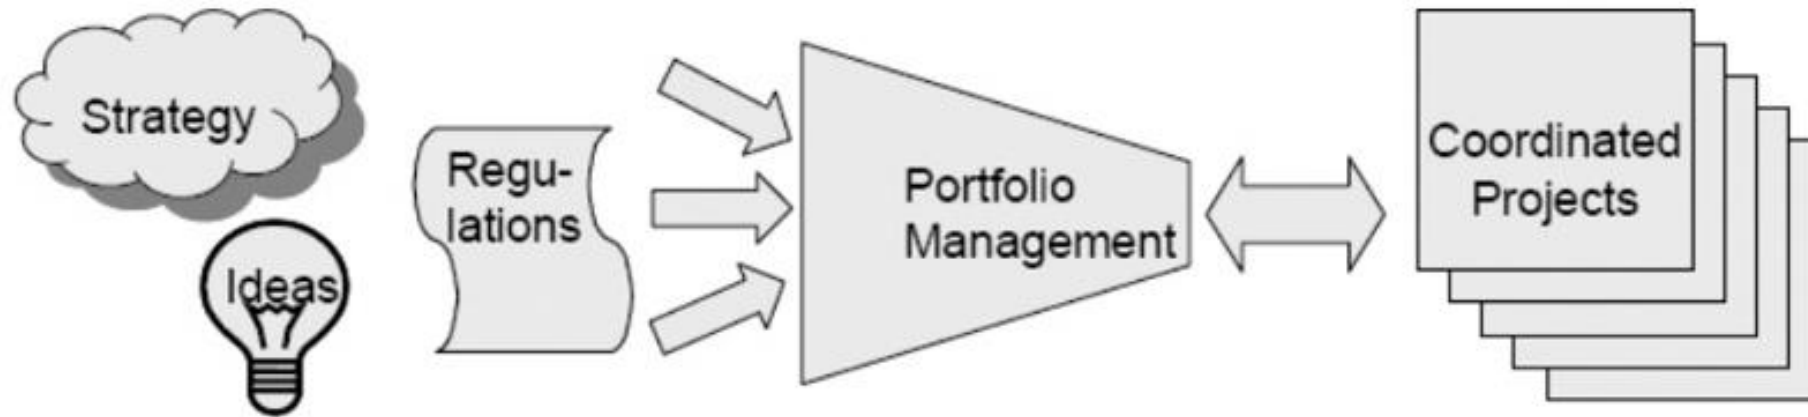 Strategy
Ideas
Regu-
lations
Portfolio
Management
Coordinated
Projects